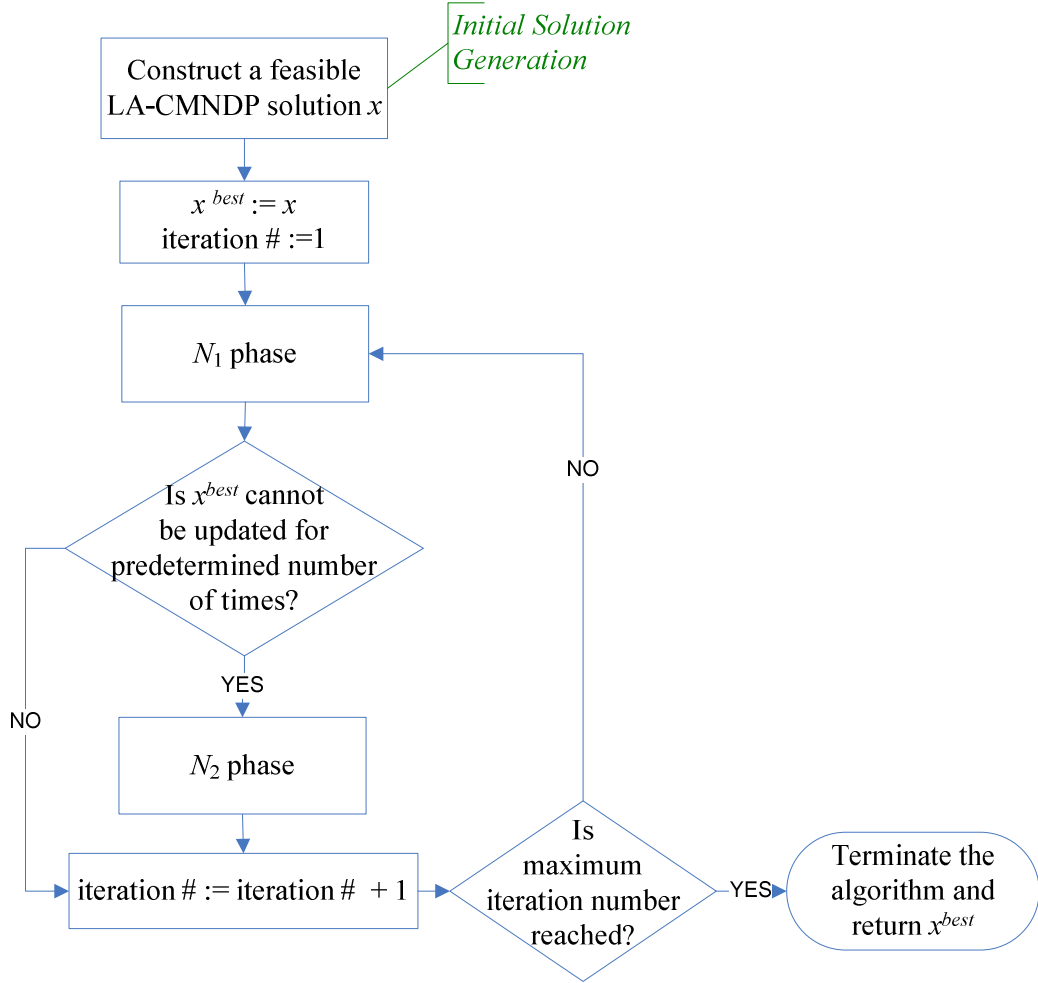 Initial Solution
Generation
Construct a feasible
LA-CMNDP solution x
x best := x
iteration # :=1
N1 phase
Is xbest cannot
be updated for
predetermined number
of times?
NO
YES
NO
N2 phase
iteration # := iteration # + 1
Is
maximum
iteration number
reached?
YES
Terminate the
algorithm and
return xbest